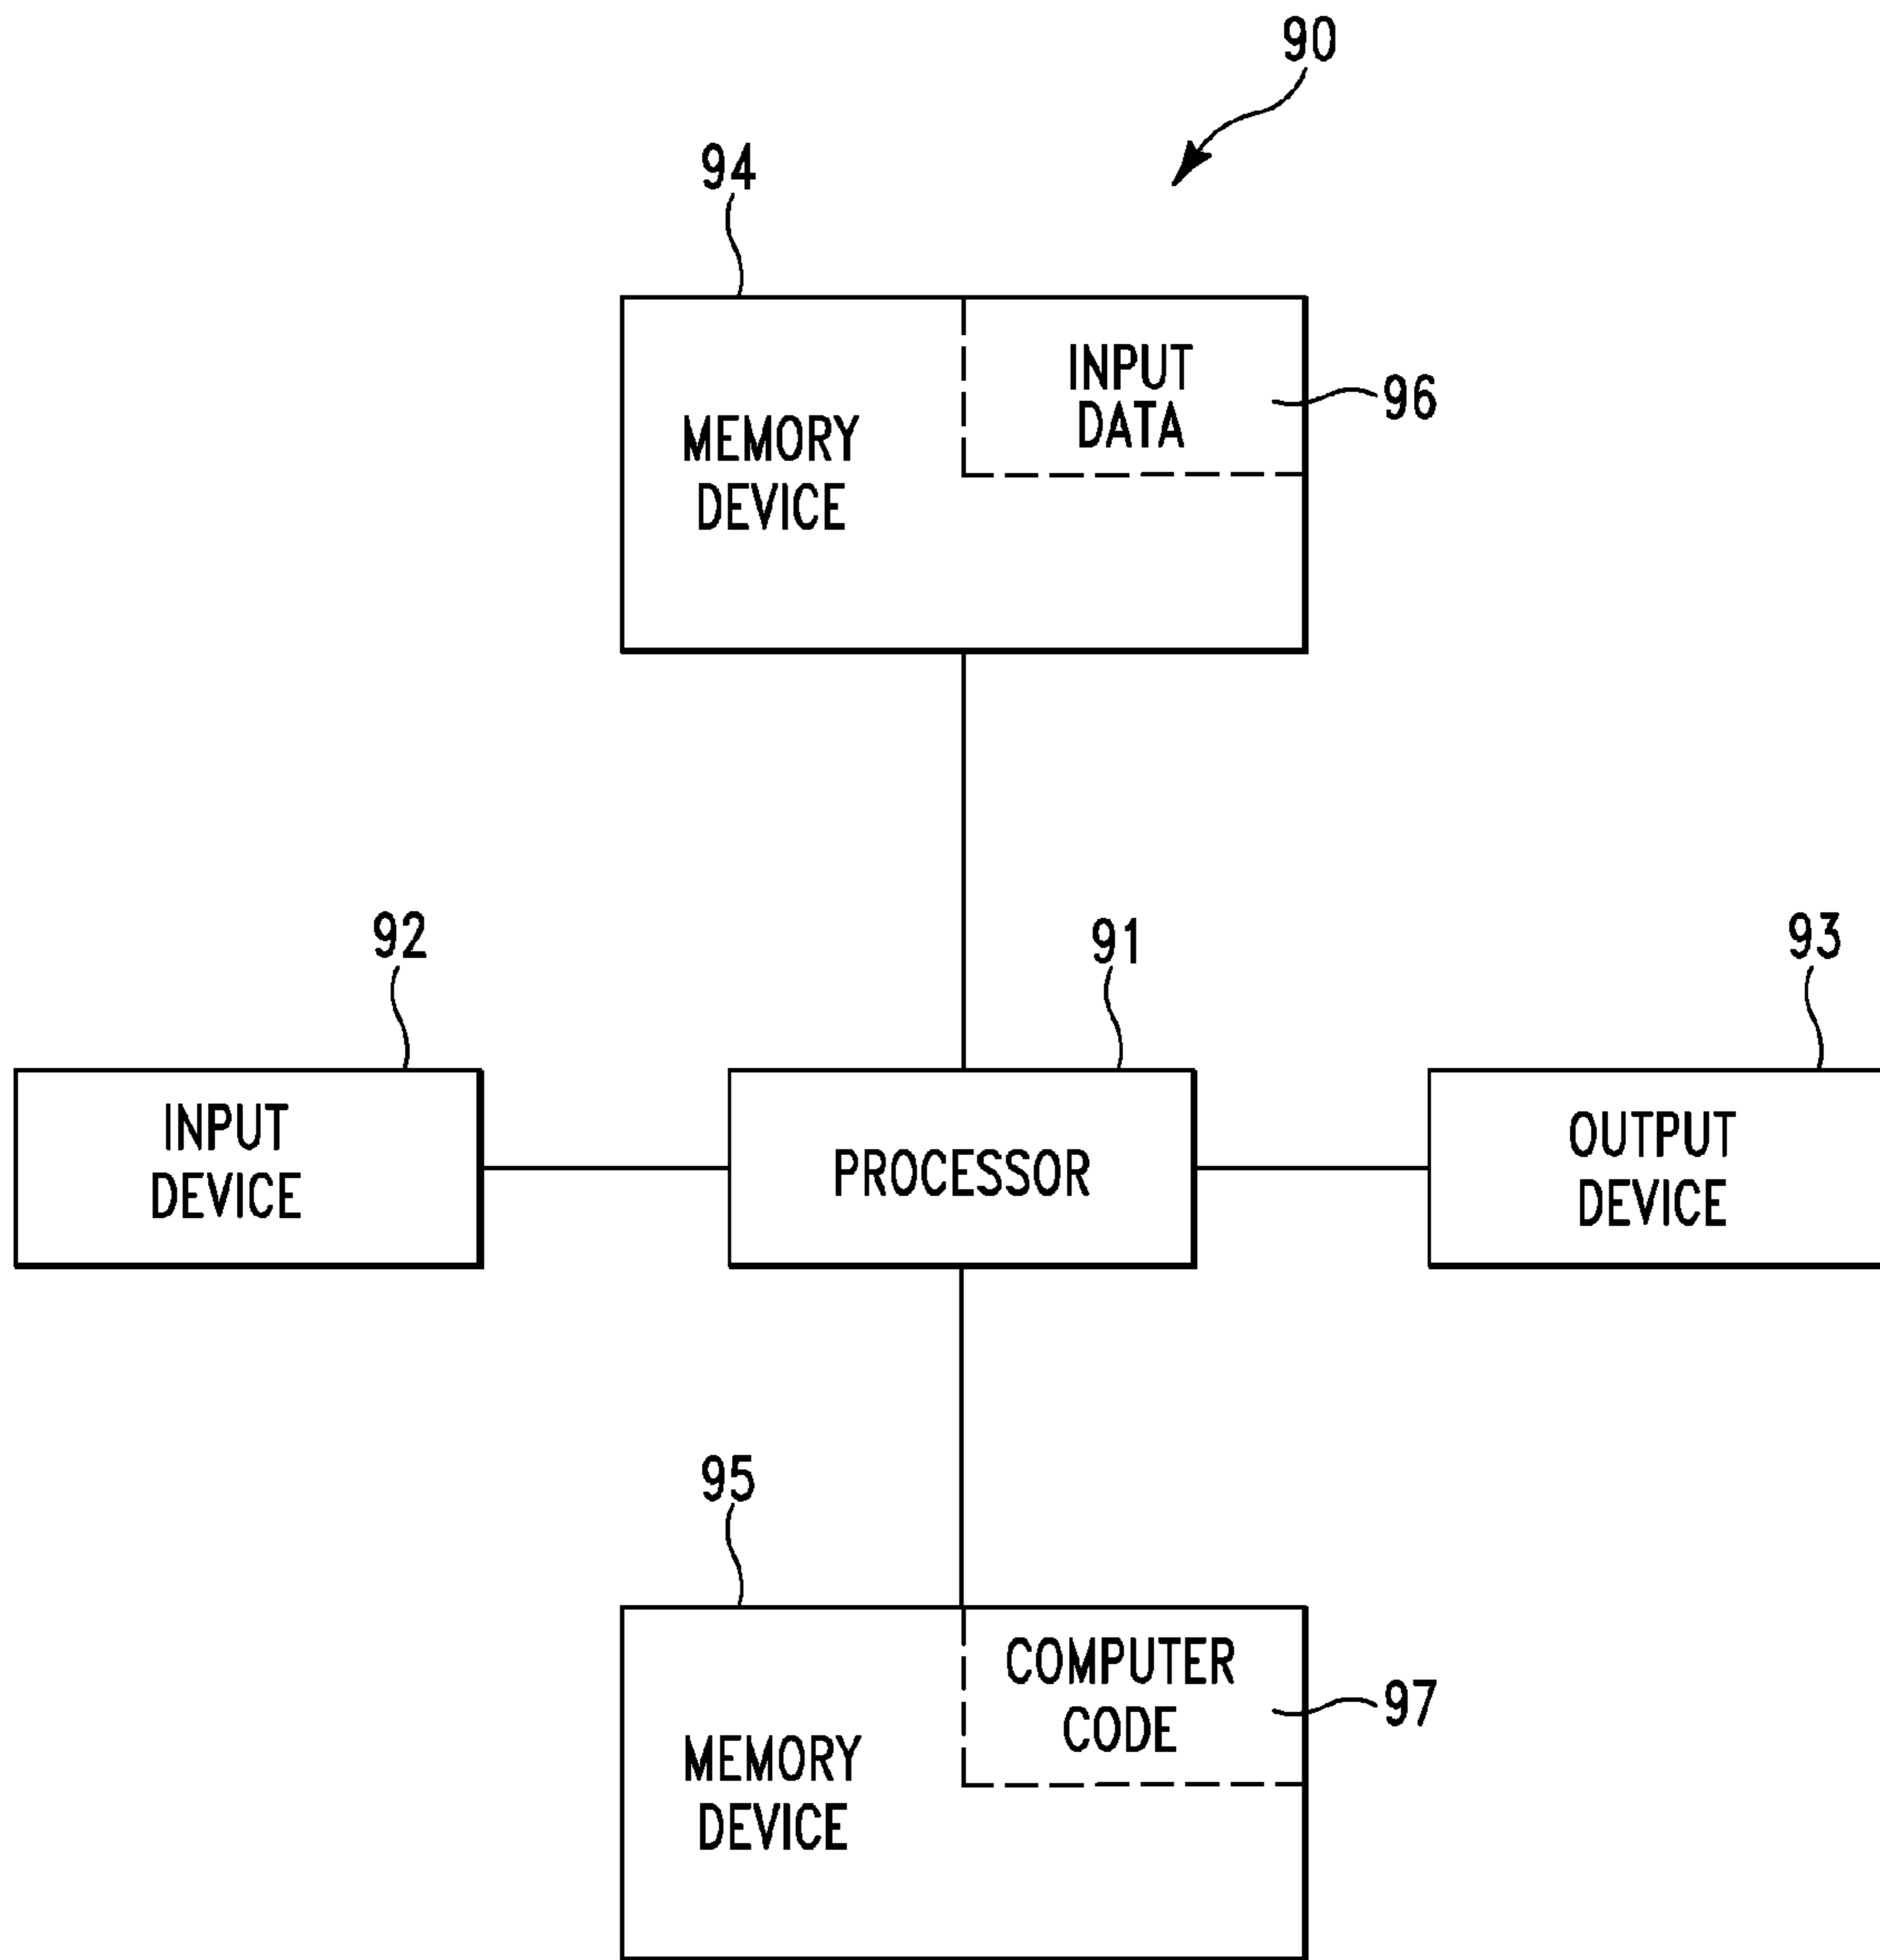 90
94
INPUT
DATA
96
MEMORY
DEVICE
92
91
93
INPUT
DEVICE
PROCESSOR
OUTPUT
DEVICE
95
COMPUTER
CODE
97
MEMORY
DEVICE